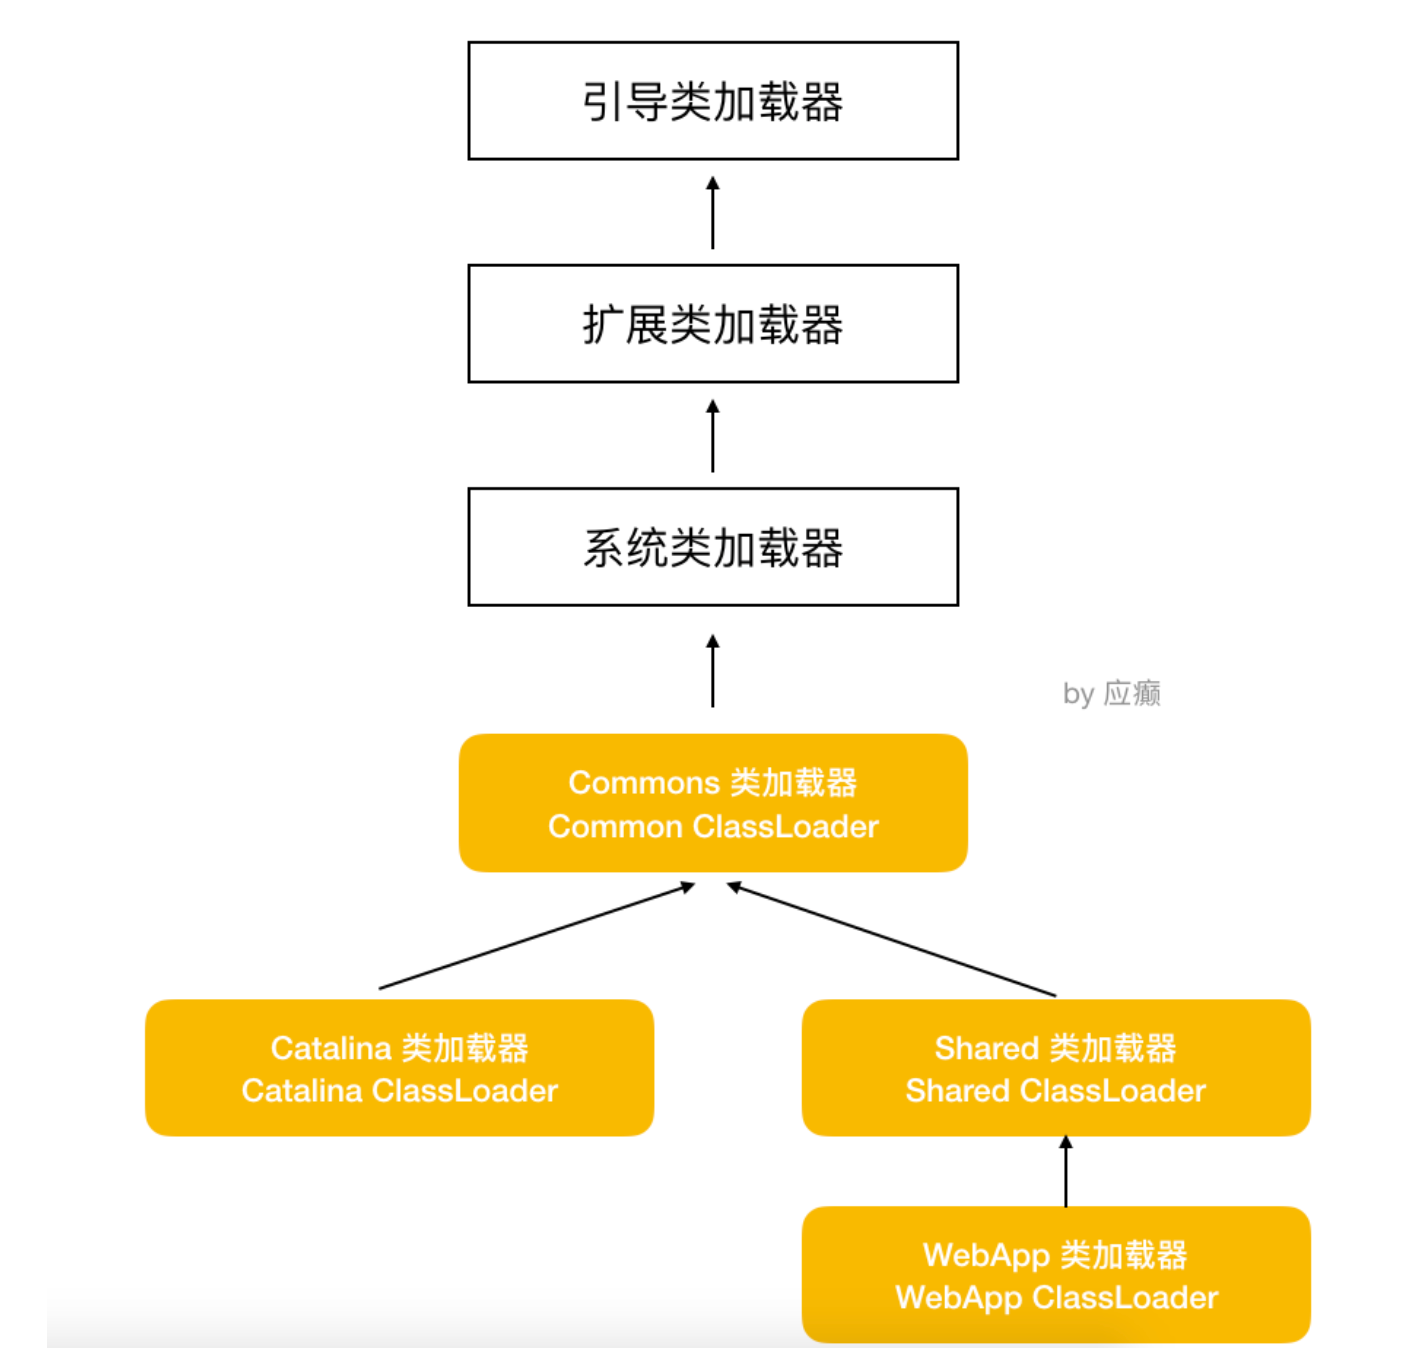 引导类加载器
扩展类加载器
系统类加载器
by 应癫
Commons 类加载器
Common ClassLoader
Catalina 类加载器
Catalina ClassLoader
Shared 类加载器
Shared ClassLoader
WebApp 类加载器
WebApp ClassLoader